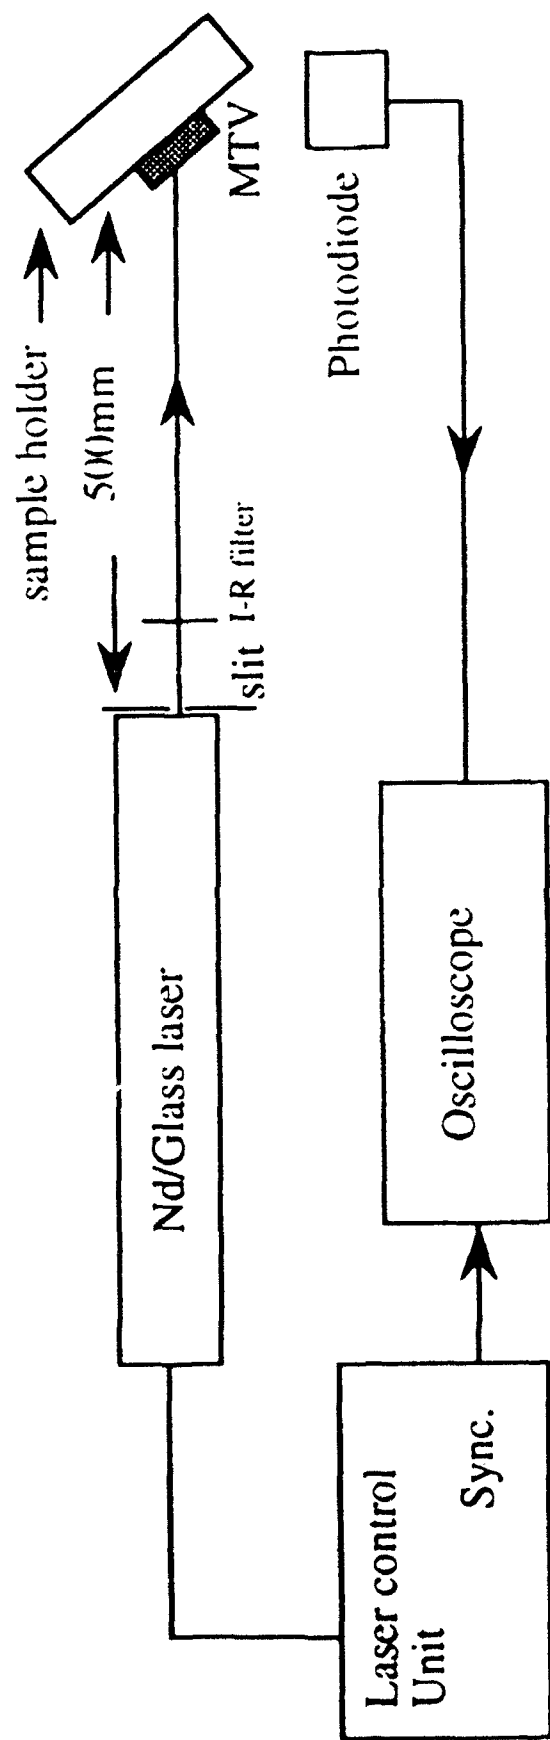 sample holder
500mm
MTV
I-R filter
slit
Nd/Glass laser
Photodiode
Oscilloscope
Laser control
Unit
Sync.